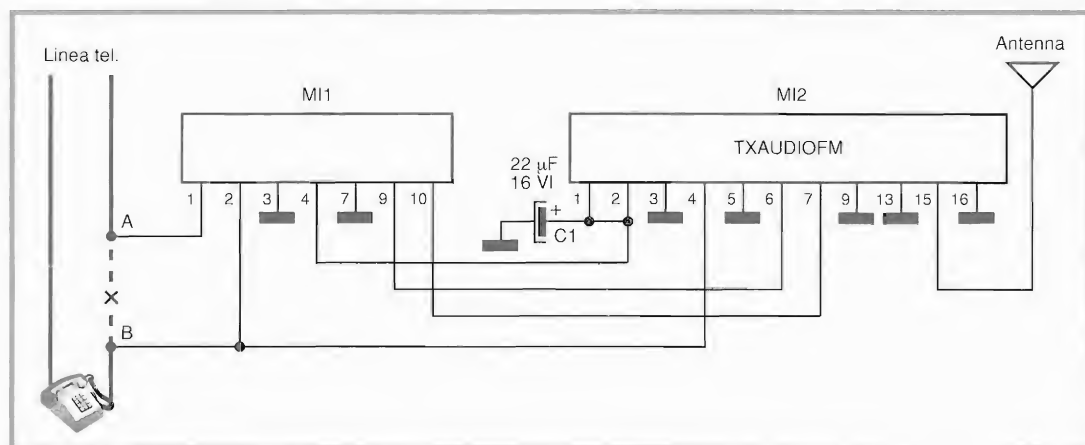 Linea tel.
Antenna
MI1
MI2
TXAUDIOFM
22 µF
16 VI
+
C1
1 2 3 4 7 9 10
1 2 3 4 5 6 7 9 13 15 16
A
B